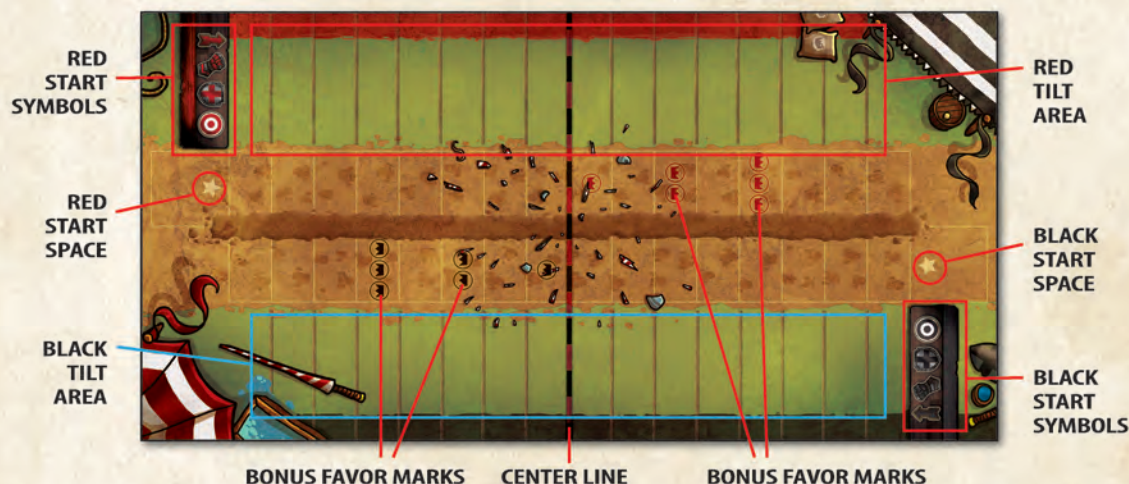 RED
START
SYMBOLS
RED
TILT
AREA
RED
START
SPACE
BLACK
START
SPACE
BLACK
TILT
AREA
BLACK
START
SYMBOLS
BONUS FAVOR MARKS
CENTER LINE
BONUS FAVOR MARKS